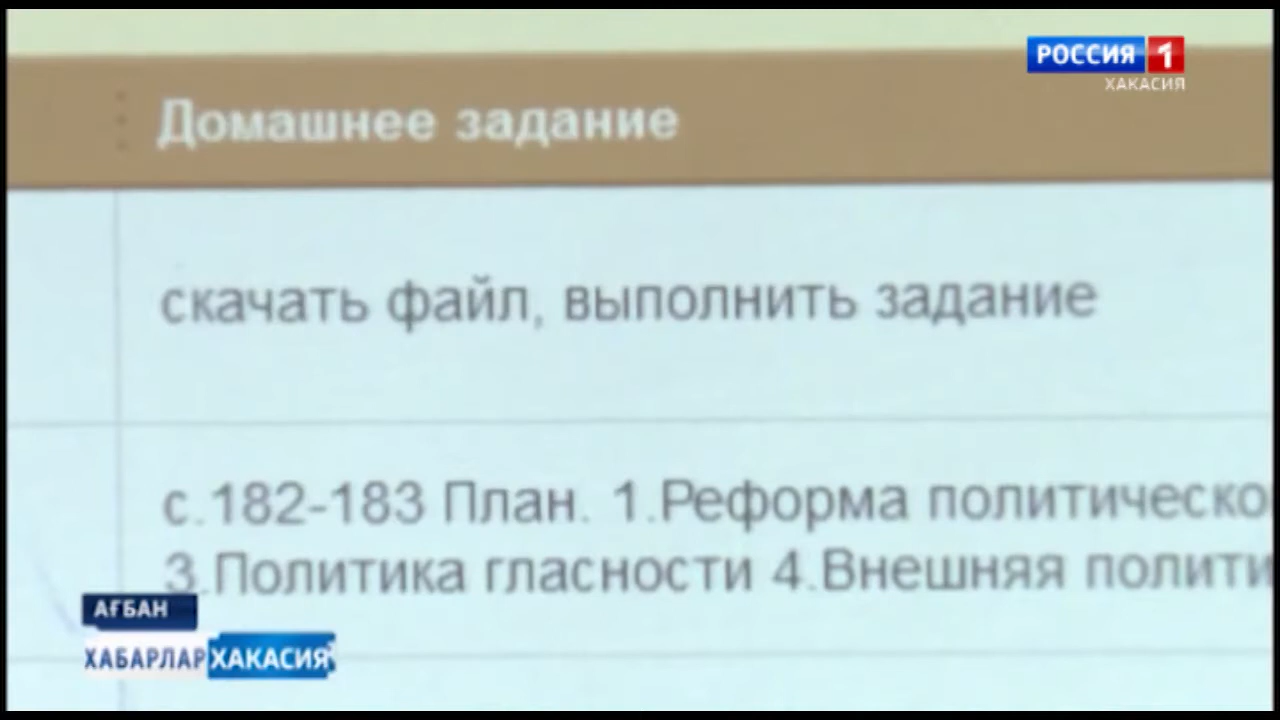 РОССИЯ 1
ХАКАСИЯ
Домашнее задание
скачать файл, выполнить задание
с.182-183 План. 1.Реформа политическо
3.Политика гласности 4.Внешняя полити
АҒБАН
ХАБАРЛАР ХАКАСИЯ